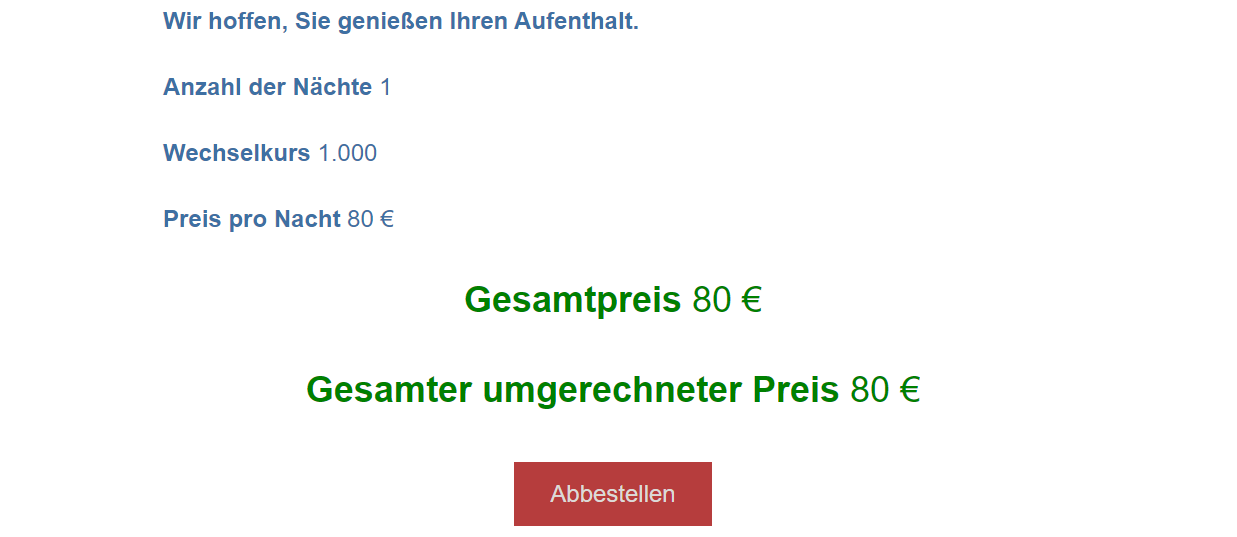 Wir hoffen, Sie genießen Ihren Aufenthalt.
Anzahl der Nächte 1
Wechselkurs 1.000
Preis pro Nacht 80 €
Gesamtpreis 80 €
Gesamter umgerechneter Preis 80 €
Abbestellen